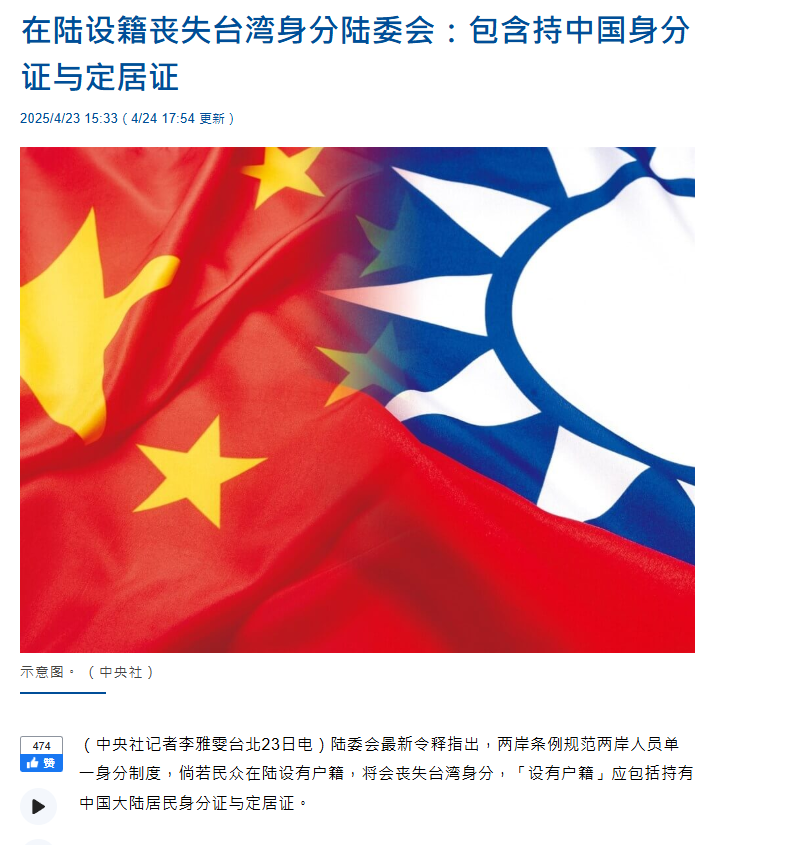 在陆设籍丧失台湾身分陆委会：包含持中国身分
证与定居证
2025/4/23 15:33（4/24 17:54 更新）
示意图。（中央社）
474
赞
（中央社记者李雅雯台北23日电）陆委会最新令释指出，两岸条例规范两岸人员单
一身分制度，倘若民众在陆设有户籍，将会丧失台湾身分，「设有户籍」应包括持有
中国大陆居民身分证与定居证。